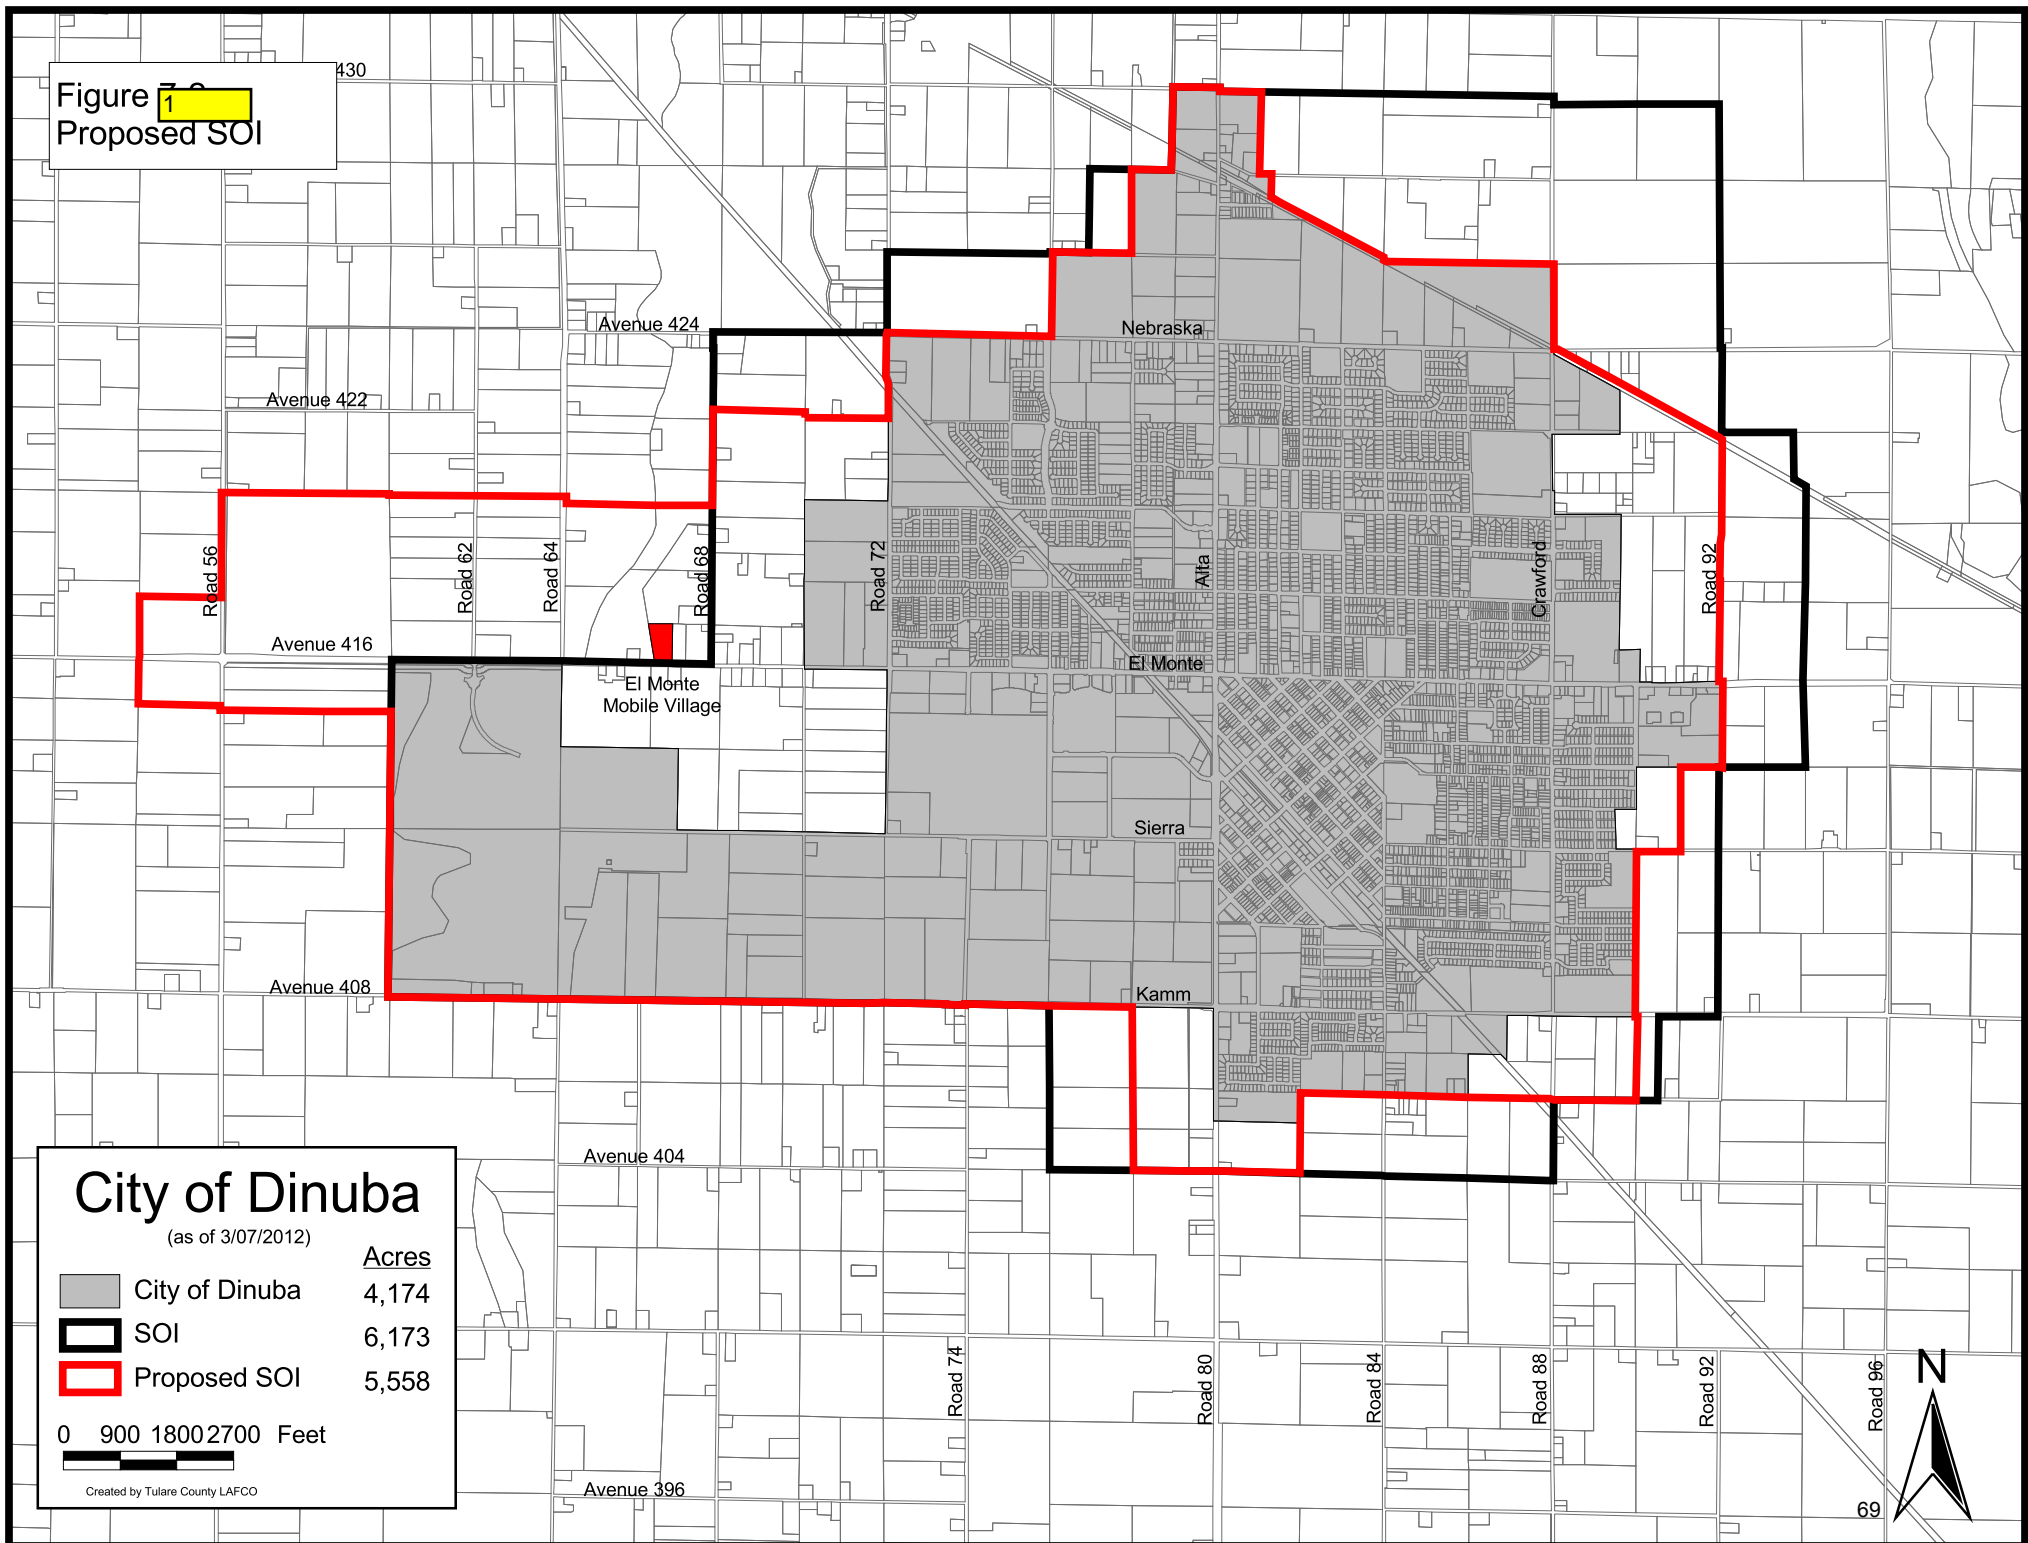 430
Figure
1
Proposed SOI
Avenue 424
Nebraska
Avenue 422
Road 56
Road 62
Road 64
Road 68
Road 72
Alta
Crawford
Road 92
Avenue 416
El Monte
El Monte
Mobile Village
Sierra
Avenue 408
Kamm
Avenue 404
City of Dinuba
(as of 3/07/2012)
Acres
City of Dinuba 4,174
SOI 6,173
Proposed SOI 5,558
0 900 1800 2700 Feet
Created by Tulare County LAFCO
Road 74
Road 80
Road 84
Road 88
Road 92
Road 96
N
Avenue 396
69